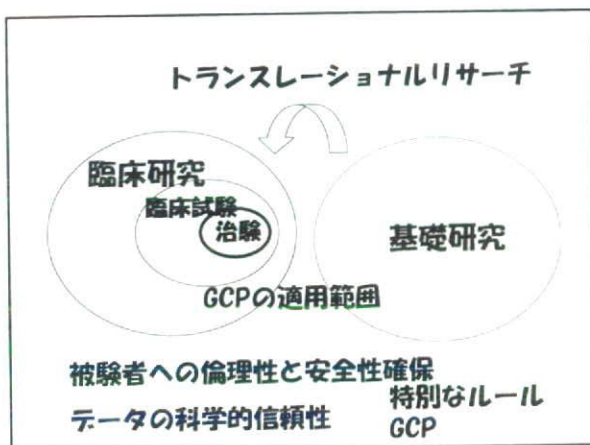 トランスレーショナルリサーチ
臨床研究
臨床試験
治験
基礎研究
GCPの適用範囲
被験者への倫理性と安全性確保
データの科学的信頼性
特別なルール
GCP